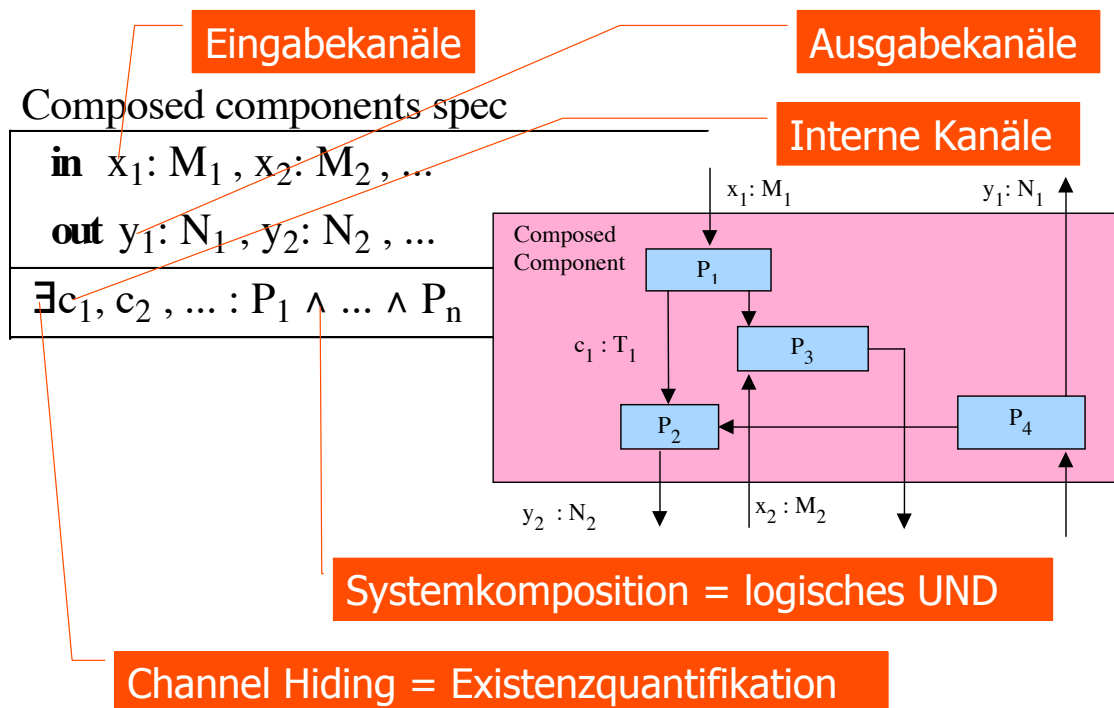 Eingabekanäle
Ausgabekanäle
Composed components spec
Interne Kanäle
in x₁: M₁ , x₂: M₂ , ...
out y₁: N₁ , y₂: N₂ , ...
∃c₁, c₂ , ... : P₁ ∧ ... ∧ Pₙ
x₁: M₁
y₁: N₁
Composed
Component
P₁
c₁ : T₁
P₃
P₂
P₄
y₂ : N₂
x₂: M₂
Systemkomposition = logisches UND
Channel Hiding = Existenzquantifikation